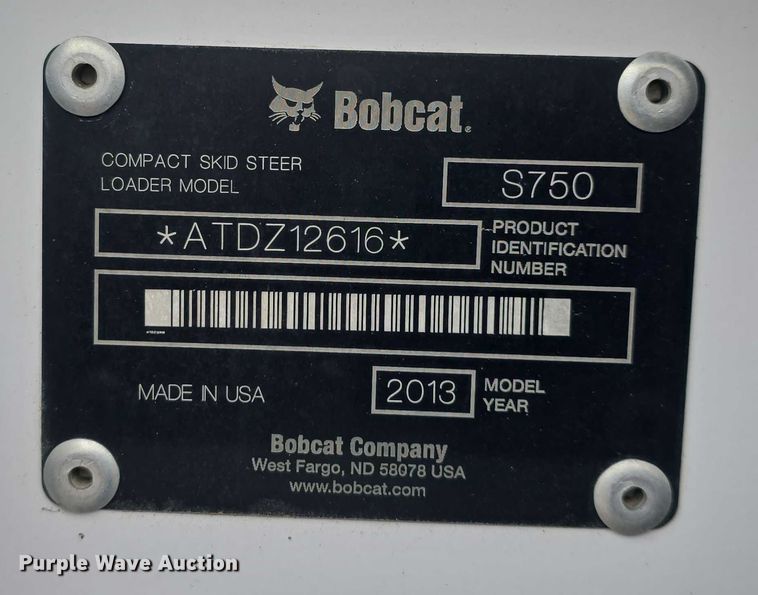 Bobcat®
COMPACT SKID STEER
LOADER MODEL
S750
*ATDZ12616*
PRODUCT
IDENTIFICATION
NUMBER
MADE IN USA
2013
MODEL
YEAR
Bobcat Company
West Fargo, ND 58078 USA
www.bobcat.com
Purple Wave Auction